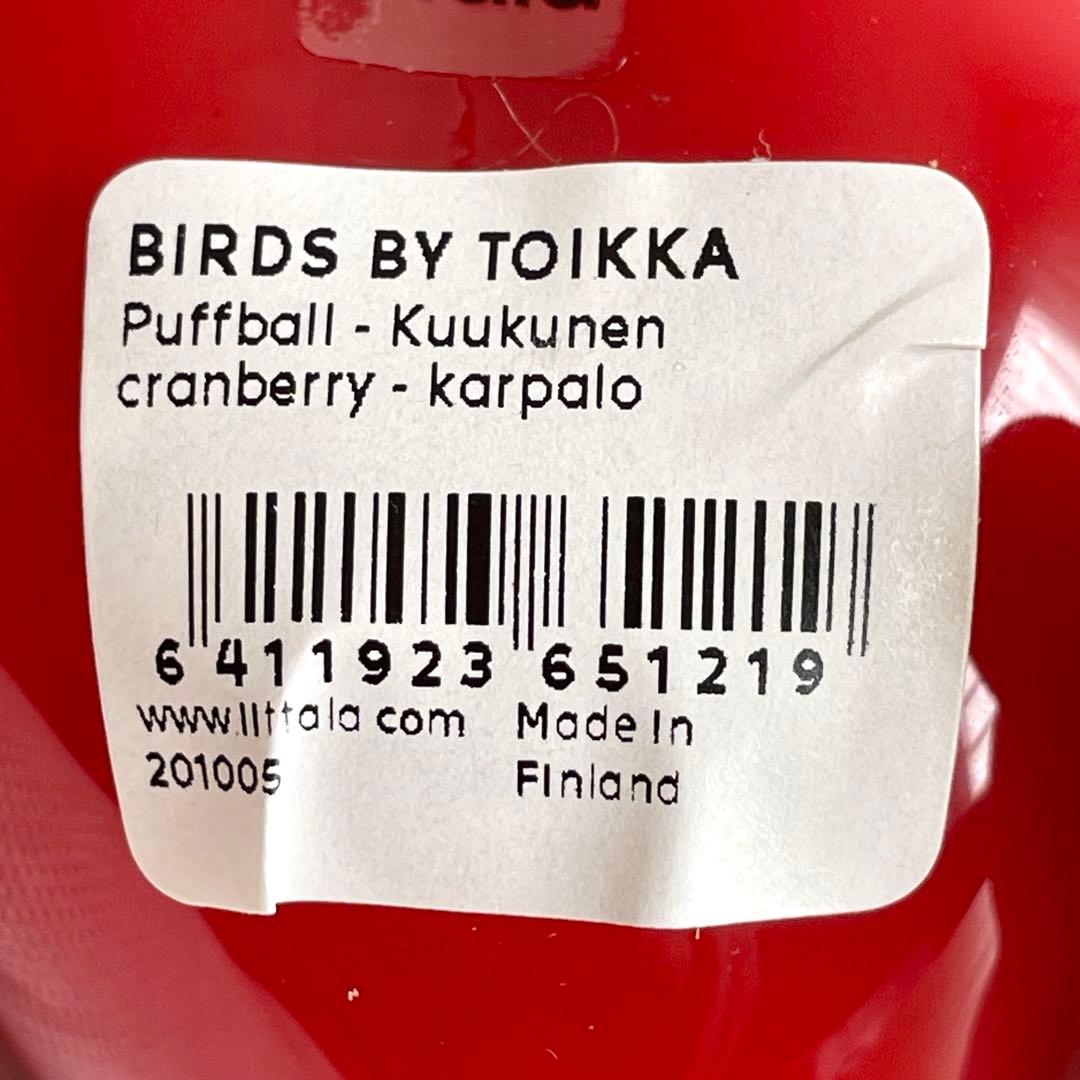 BIRDS BY TOIKKA
Puffball - Kuukunen
cranberry - karpalo
6 411923 651219
www.iittala.com Made in
201005 Finland